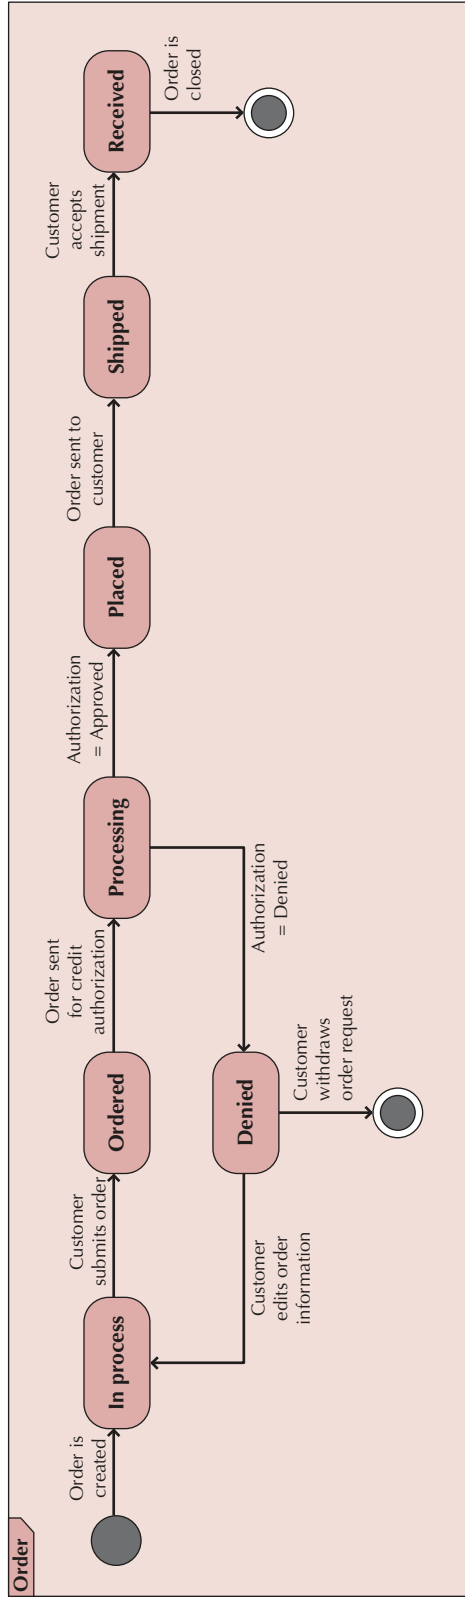 Order
Order is
created
In process
Customer
submits order
Ordered
Order sent
for credit
authorization
Processing
Authorization
= Approved
Placed
Order sent to
customer
Shipped
Customer
accepts
shipment
Received
Order is
closed
Authorization
= Denied
Denied
Customer
withdraws
order request
Customer
edits order
information